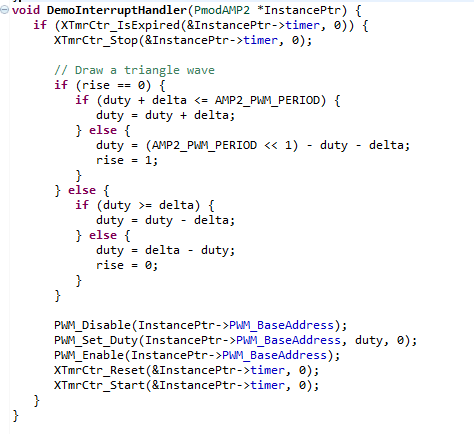 void DemoInterruptHandler(PmodAMP2 *InstancePtr) {
if (XTmrCtr_IsExpired(&InstancePtr->timer, 0)) {
XTmrCtr_Stop(&InstancePtr->timer, 0);
// Draw a triangle wave
if (rise == 0) {
if (duty + delta <= AMP2_PWM_PERIOD) {
duty = duty + delta;
} else {
duty = (AMP2_PWM_PERIOD << 1) - duty - delta;
rise = 1;
}
} else {
if (duty >= delta) {
duty = duty - delta;
} else {
duty = delta - duty;
rise = 0;
}
}
PWM_Disable(InstancePtr->PWM_BaseAddress);
PWM_Set_Duty(InstancePtr->PWM_BaseAddress, duty, 0);
PWM_Enable(InstancePtr->PWM_BaseAddress);
XTmrCtr_Reset(&InstancePtr->timer, 0);
XTmrCtr_Start(&InstancePtr->timer, 0);
}
}